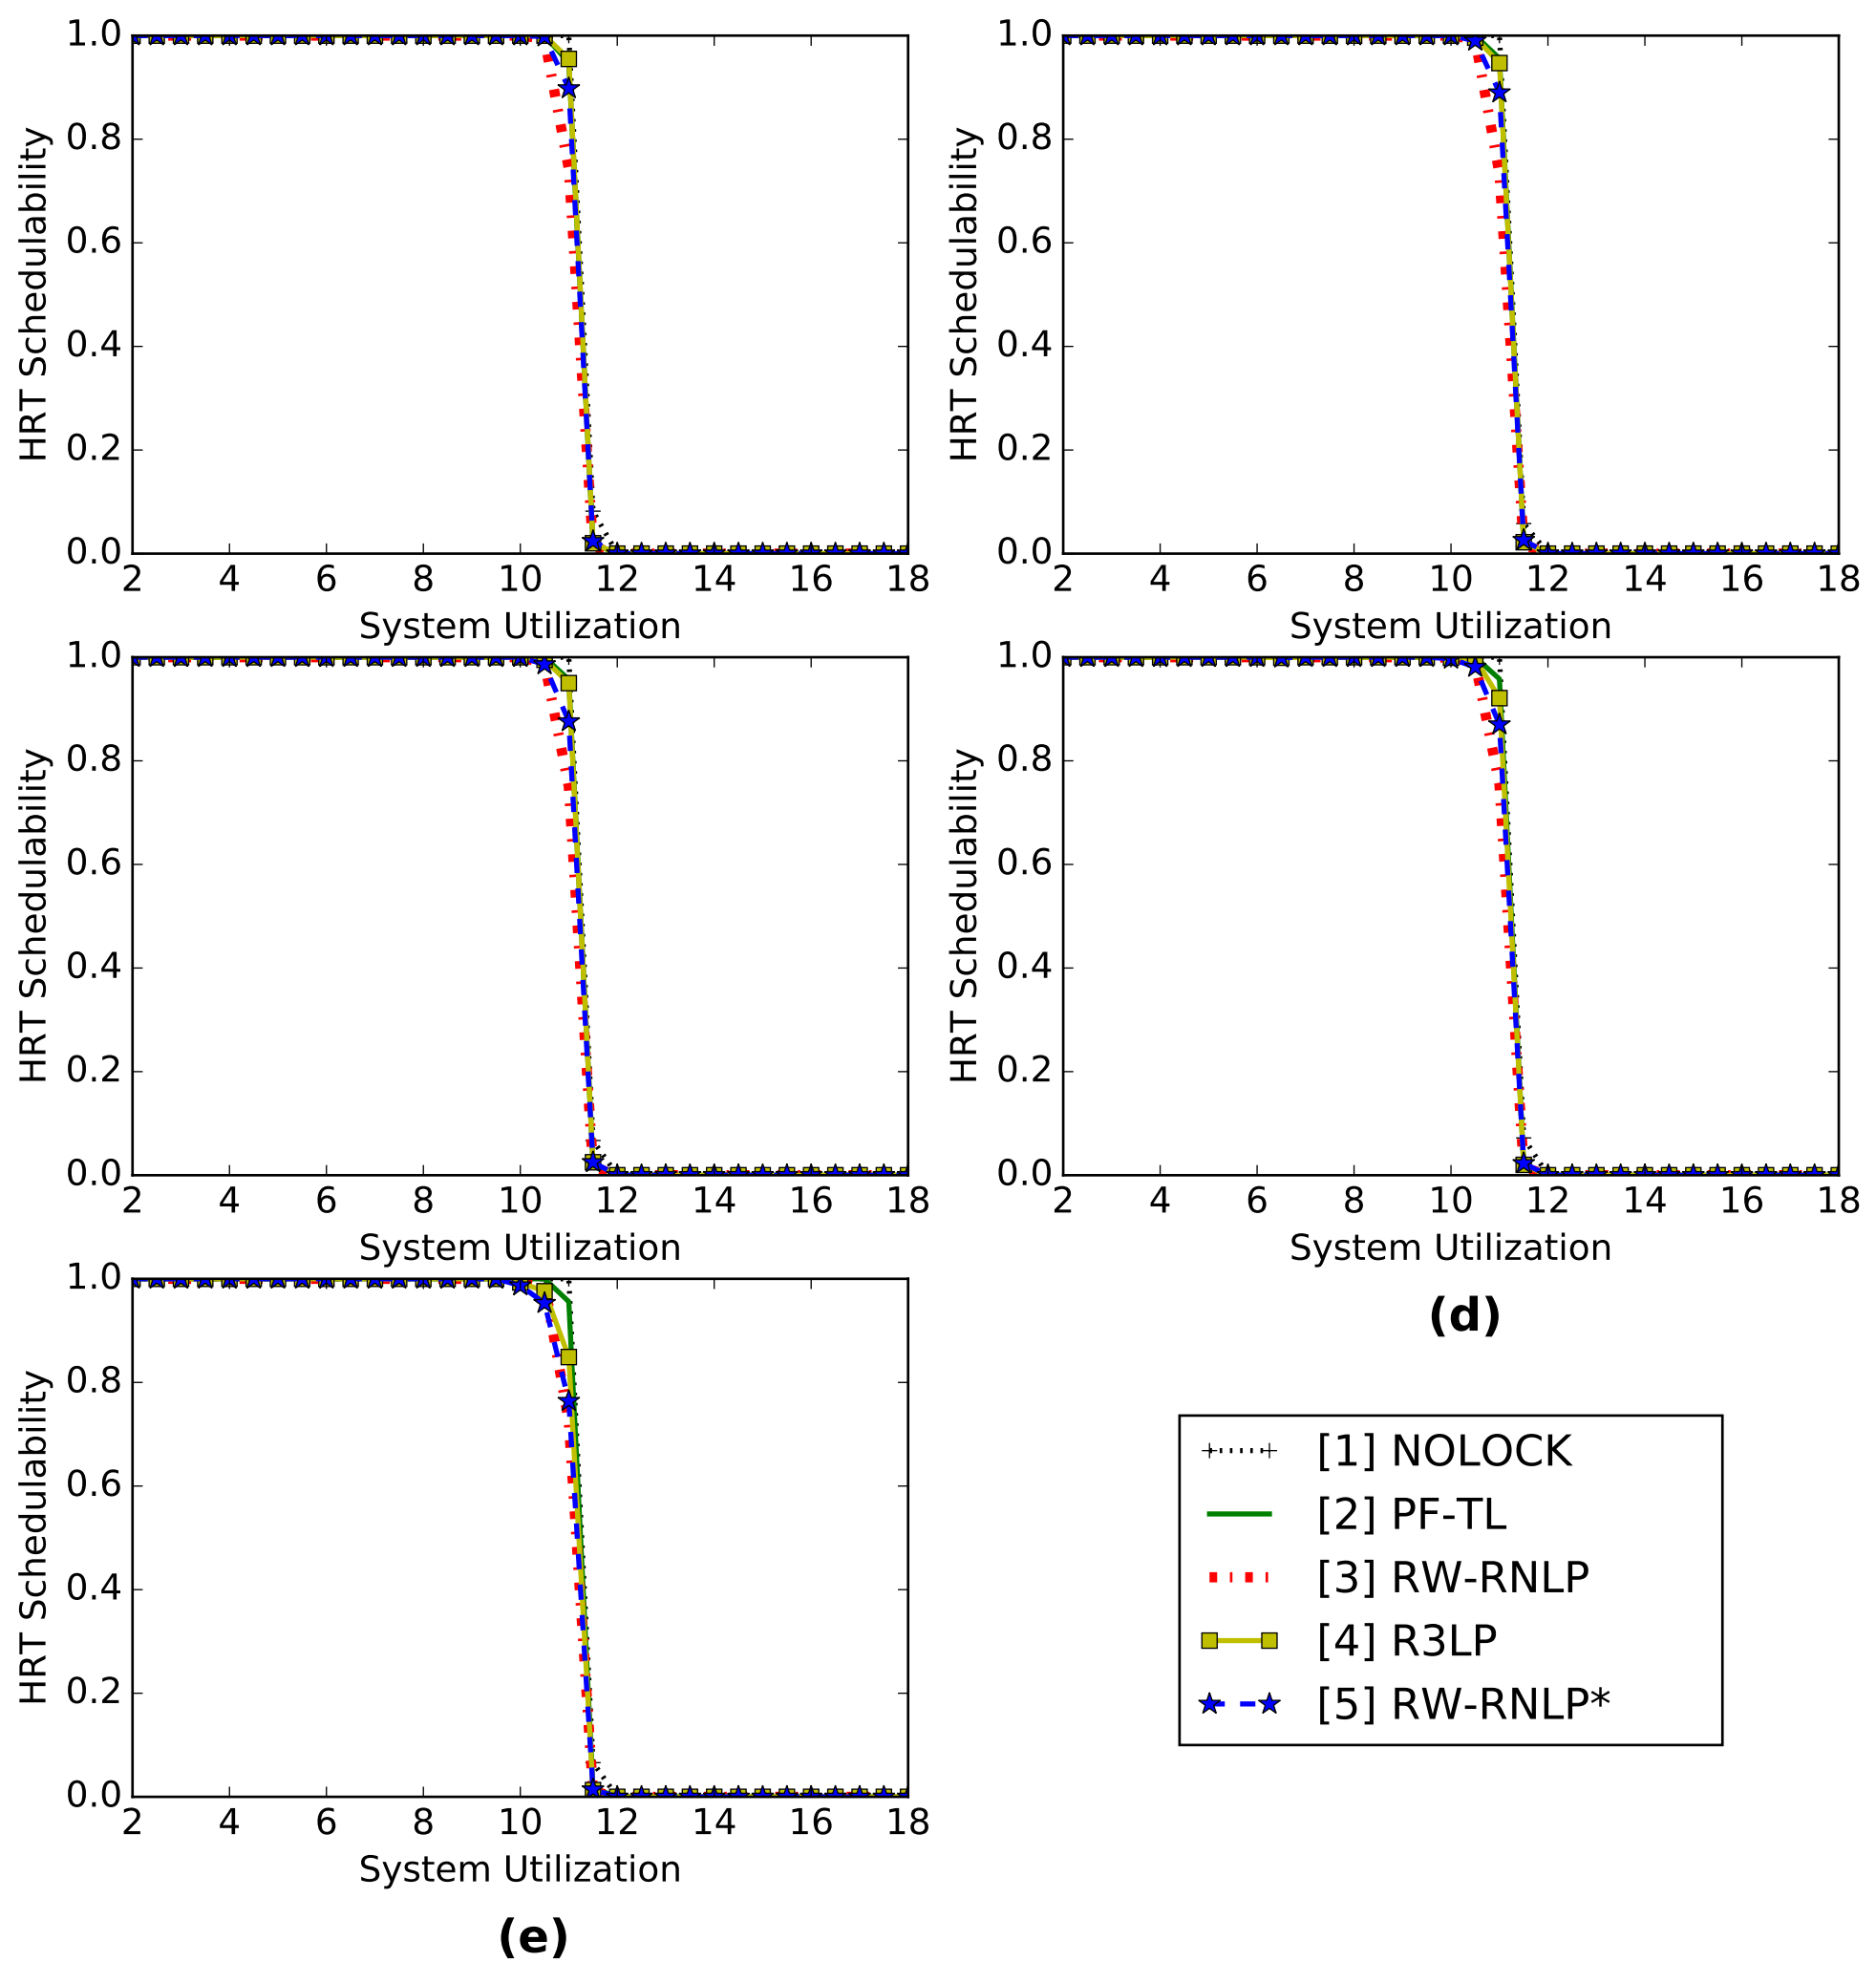 1.0
0.8
0.6
0.4
0.2
0.0
HRT Schedulability
2 4 6 8 10 12 14 16 18
System Utilization
1.0
0.8
0.6
0.4
0.2
0.0
HRT Schedulability
2 4 6 8 10 12 14 16 18
System Utilization
1.0
0.8
0.6
0.4
0.2
0.0
HRT Schedulability
2 4 6 8 10 12 14 16 18
System Utilization
1.0
0.8
0.6
0.4
0.2
0.0
HRT Schedulability
2 4 6 8 10 12 14 16 18
System Utilization
(d)
1.0
0.8
0.6
0.4
0.2
0.0
HRT Schedulability
2 4 6 8 10 12 14 16 18
System Utilization
(e)
[1] NOLOCK
[2] PF-TL
[3] RW-RNLP
[4] R3LP
[5] RW-RNLP*